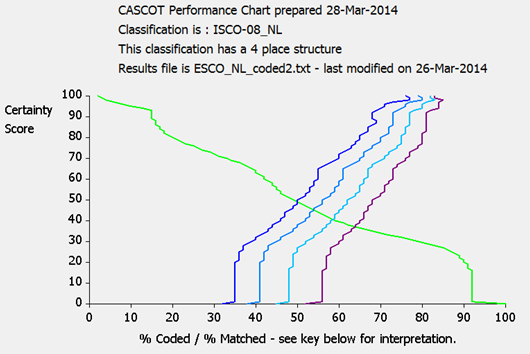 CASCOT Performance Chart prepared 28-Mar-2014
Classification is : ISCO-08_NL
This classification has a 4 place structure
Results file is ESCO_NL_coded2.txt - last modified on 26-Mar-2014
Certainty
Score
100
90
80
70
60
50
40
30
20
10
0
0 10 20 30 40 50 60 70 80 90 100
% Coded / % Matched - see key below for interpretation.